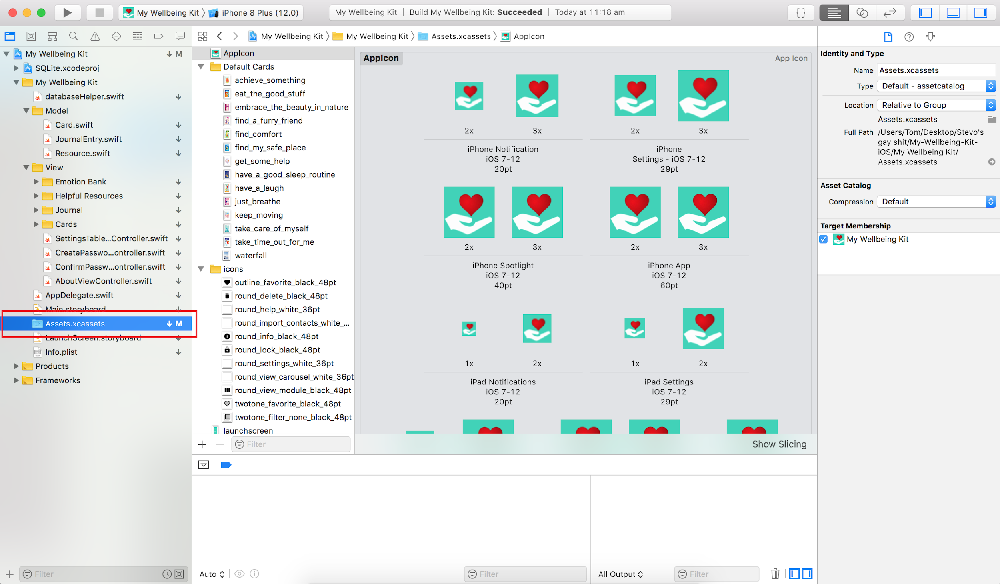 My Wellbeing Kit
iPhone 8 Plus (12.0)
My Wellbeing Kit
Build My Wellbeing Kit: Succeeded
Today at 11:18 am
{ }
My Wellbeing Kit
My Wellbeing Kit
Assets.xcassets
AppIcon
My Wellbeing Kit
M
SQLite.xcodeproj
My Wellbeing Kit
databaseHelper.swift
Model
Card.swift
JournalEntry.swift
Resource.swift
View
Emotion Bank
Helpful Resources
Journal
Cards
SettingsTable...Controller.swift
CreatePasswo...ontroller.swift
ConfirmPassw...ontroller.swift
AboutViewController.swift
AppDelegate.swift
Main.storyboard
Assets.xcassets
M
LaunchScreen.storyboard
Info.plist
Products
Frameworks
Filter
AppIcon
Default Cards
achieve_something
eat_the_good_stuff
embrace_the_beauty_in_nature
find_a_furry_friend
find_comfort
find_my_safe_place
get_some_help
have_a_good_sleep_routine
have_a_laugh
just_breathe
keep_moving
take_care_of_myself
take_time_out_for_me
waterfall
icons
outline_favorite_black_48pt
round_delete_black_48pt
round_help_white_36pt
round_import_contacts_white_...
round_info_black_48pt
round_lock_black_48pt
round_settings_white_36pt
round_view_carousel_white_36pt
round_view_module_black_48pt
twotone_favorite_black_48pt
twotone_filter_none_black_48pt
launchscreen
Filter
AppIcon
App Icon
2x
3x
iPhone Notification
iOS 7-12
20pt
2x
3x
iPhone
Settings - iOS 7-12
29pt
2x
3x
iPhone Spotlight
iOS 7-12
40pt
2x
3x
iPhone App
iOS 7-12
60pt
1x
2x
iPad Notifications
iOS 7-12
20pt
1x
2x
iPad Settings
iOS 7-12
29pt
Show Slicing
Auto
Filter
All Output
Filter
Identity and Type
Name
Assets.xcassets
Type
Default - assetcatalog
Location
Relative to Group
Assets.xcassets
Full Path
/Users/Tom/Desktop/Stevo's
gay shit/My-Wellbeing-Kit-
iOS/My Wellbeing Kit/
Assets.xcassets
Asset Catalog
Compression
Default
Target Membership
My Wellbeing Kit